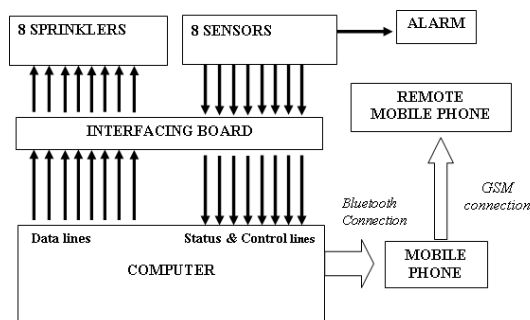 8 SPRINKLERS
8 SENSORS
ALARM
REMOTE
MOBILE PHONE
INTERFACING BOARD
Bluetooth
Connection
GSM
connection
Data lines
Status & Control lines
COMPUTER
MOBILE
PHONE